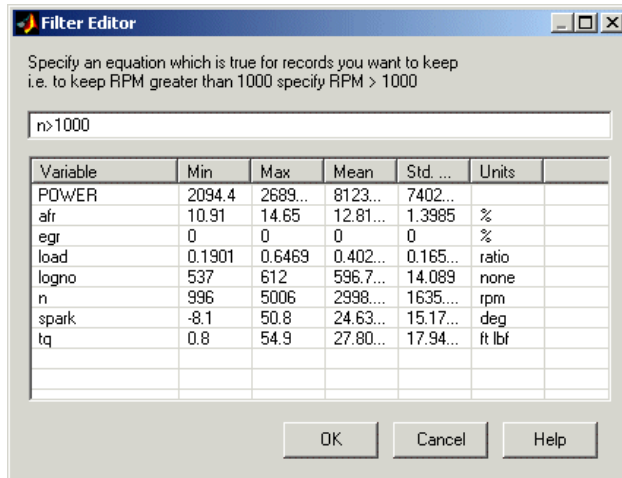 Filter Editor
Specify an equation which is true for records you want to keep
i.e. to keep RPM greater than 1000 specify RPM > 1000
n>1000
Variable Min Max Mean Std. ... Units
POWER 2094.4 2689... 8123... 7402...
afr 10.91 14.65 12.81... 1.3985 %
egr 0 0 0 0 %
load 0.1901 0.6469 0.402... 0.165... ratio
logno 537 612 596.7... 14.089 none
n 996 5006 2998.... 1635.... rpm
spark -8.1 50.8 24.63... 15.17... deg
tq 0.8 54.9 27.80... 17.94... ft lbf
OK Cancel Help